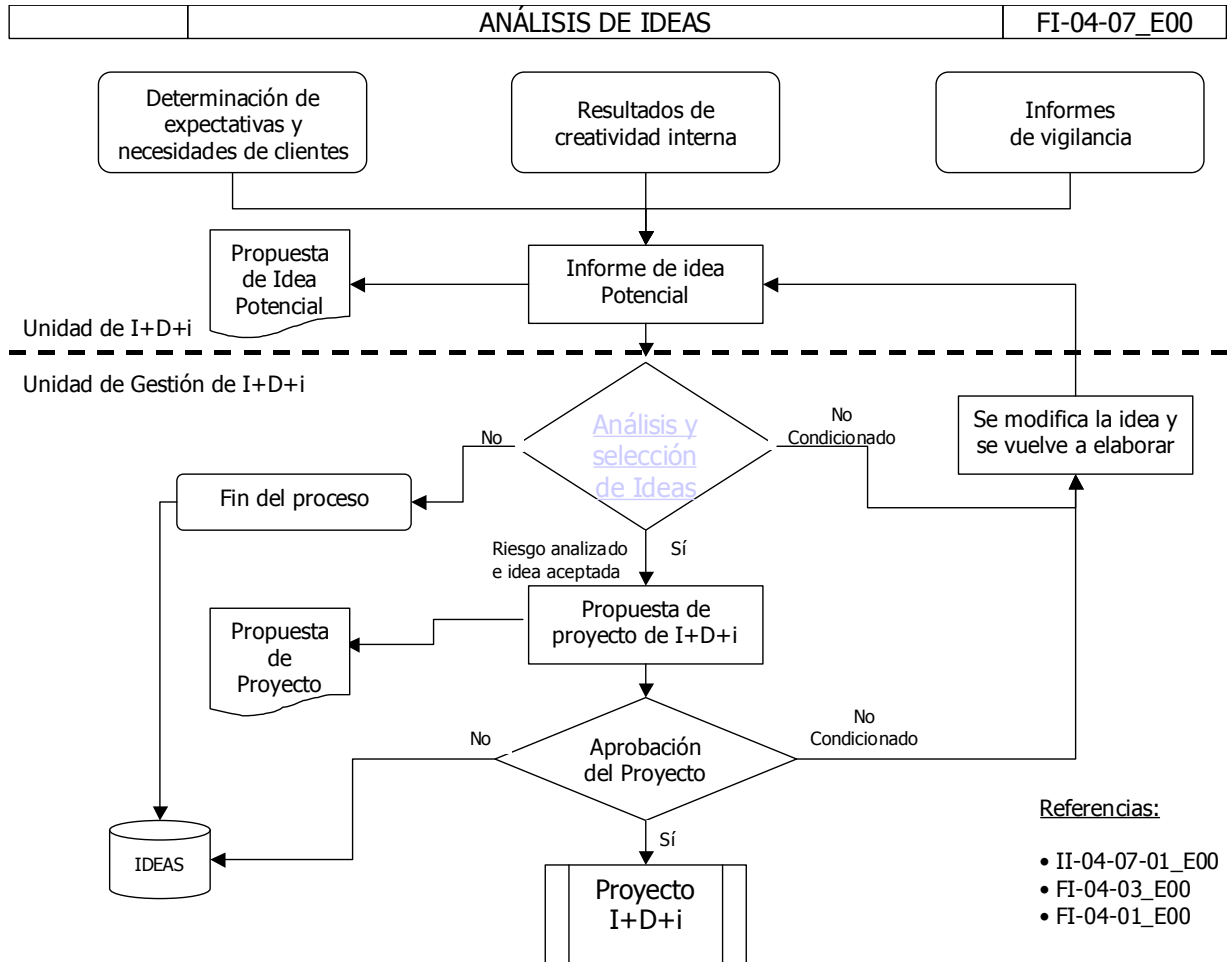 ANÁLISIS DE IDEAS
FI-04-07_E00
Determinación de
expectativas y
necesidades de clientes
Resultados de
creatividad interna
Informes
de vigilancia
Propuesta
de Idea
Potencial
Informe de idea
Potencial
Unidad de I+D+i
Unidad de Gestión de I+D+i
Análisis y
selección
de Ideas
No
No
Condicionado
Se modifica la idea y
se vuelve a elaborar
Fin del proceso
Riesgo analizado
e idea aceptada
Sí
Propuesta de
proyecto de I+D+i
Propuesta
de
Proyecto
No
Aprobación
del Proyecto
No
Condicionado
Sí
IDEAS
Proyecto
I+D+i
Referencias:
• II-04-07-01_E00
• FI-04-03_E00
• FI-04-01_E00